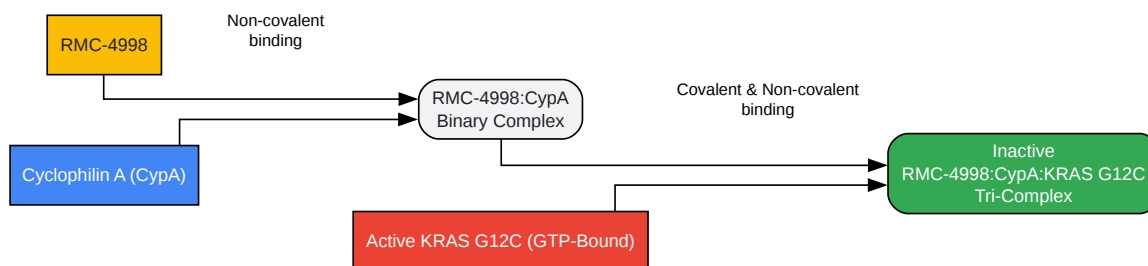 RMC-4998
Non-covalent
binding
Cyclophilin A (CypA)
RMC-4998:CypA
Binary Complex
Covalent & Non-covalent
binding
Active KRAS G12C (GTP-Bound)
Inactive
RMC-4998:CypA:KRAS G12C
Tri-Complex